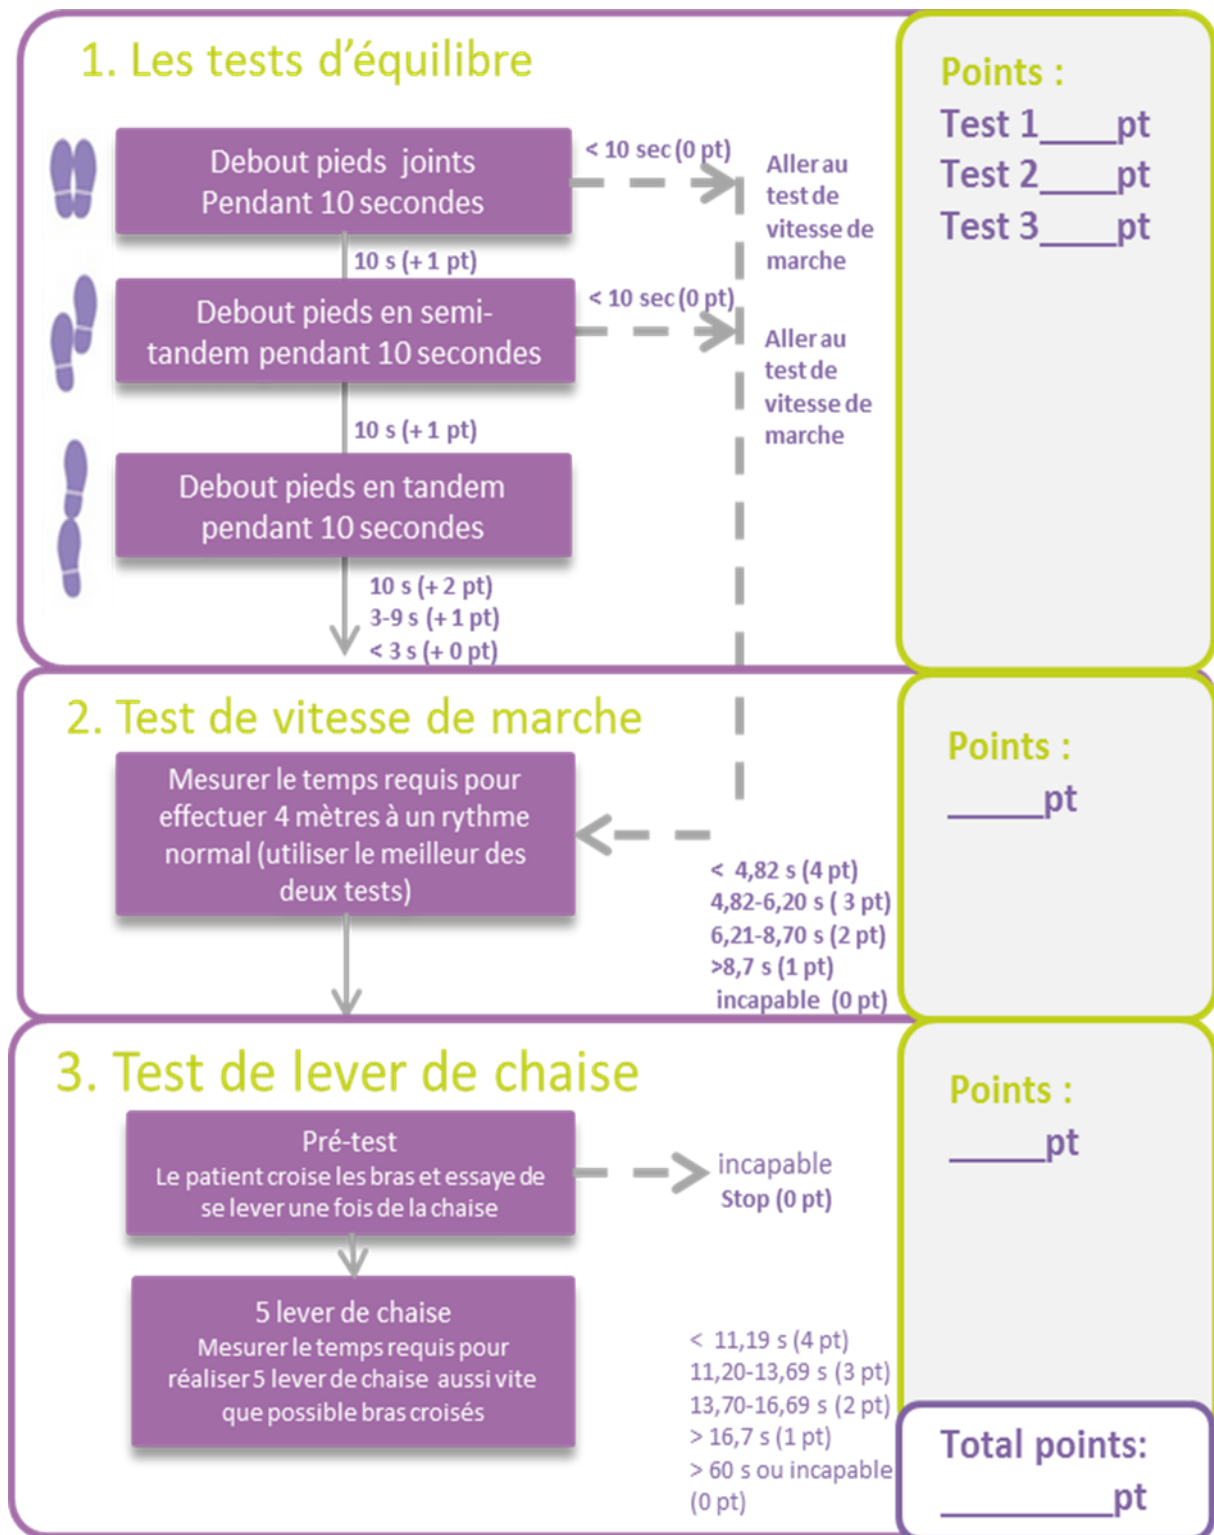 1. Les tests d'équilibre
Debout pieds joints
Pendant 10 secondes
< 10 sec (0 pt)
Aller au
test de
vitesse de
marche
10 s (+ 1 pt)
Debout pieds en semi-
tandem pendant 10 secondes
< 10 sec (0 pt)
Aller au
test de
vitesse de
marche
10 s (+ 1 pt)
Debout pieds en tandem
pendant 10 secondes
10 s (+ 2 pt)
3-9 s (+ 1 pt)
< 3 s (+ 0 pt)
Points :
Test 1____pt
Test 2____pt
Test 3____pt
2. Test de vitesse de marche
Mesurer le temps requis pour
effectuer 4 mètres à un rythme
normal (utiliser le meilleur des
deux tests)
< 4,82 s (4 pt)
4,82-6,20 s ( 3 pt)
6,21-8,70 s (2 pt)
>8,7 s (1 pt)
incapable (0 pt)
Points :
_____pt
3. Test de lever de chaise
Pré-test
Le patient croise les bras et essaye de
se lever une fois de la chaise
incapable
Stop (0 pt)
5 lever de chaise
Mesurer le temps requis pour
réaliser 5 lever de chaise aussi vite
que possible bras croisés
< 11,19 s (4 pt)
11,20-13,69 s (3 pt)
13,70-16,69 s (2 pt)
> 16,7 s (1 pt)
> 60 s ou incapable
(0 pt)
Points :
_____pt
Total points:
_________pt